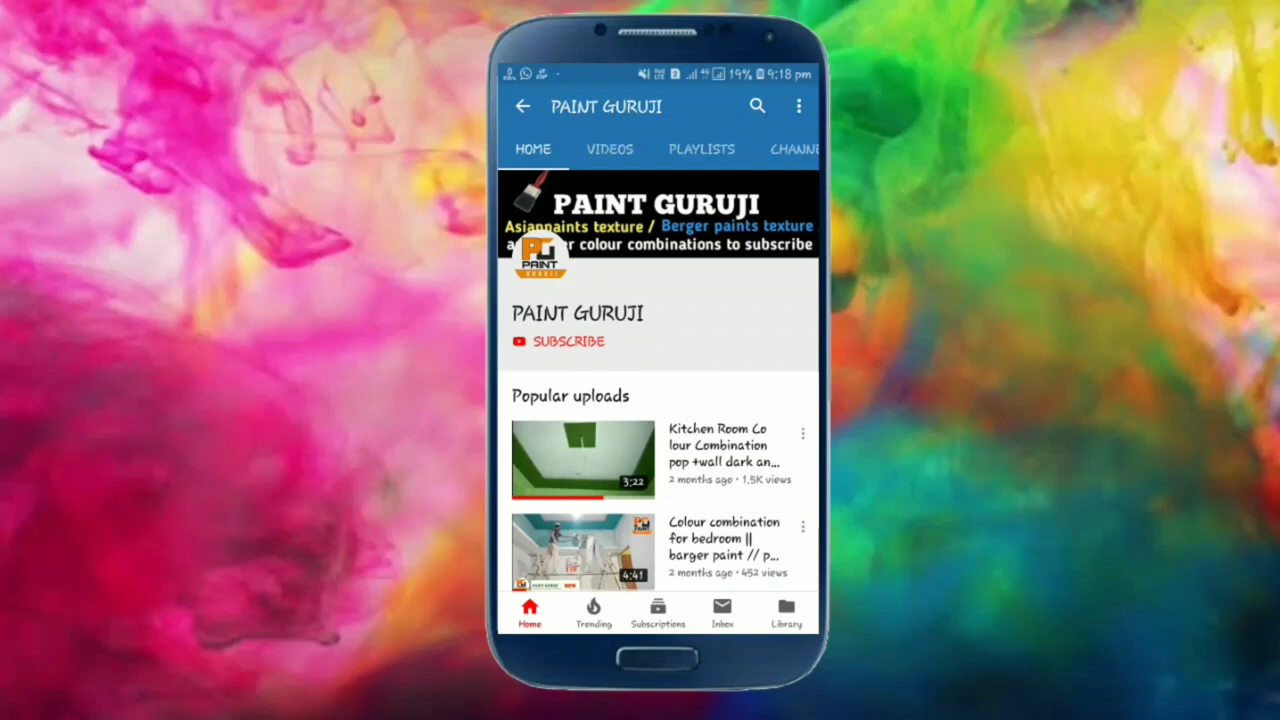 19% 9:18 pm
PAINT GURUJI
HOME VIDEOS PLAYLISTS CHANNE
PAINT GURUJI
Asianpaints texture / Berger paints texture
colour combinations to subscribe
PAINT
GURUJI
PAINT GURUJI
SUBSCRIBE
Popular uploads
Kitchen Room Co
lour Combination
pop +wall dark an...
2 months ago • 1.5K views
3:22
Colour combination
for bedroom ||
barger paint // p...
2 months ago • 452 views
4:41
Home Trending Subscriptions Inbox Library